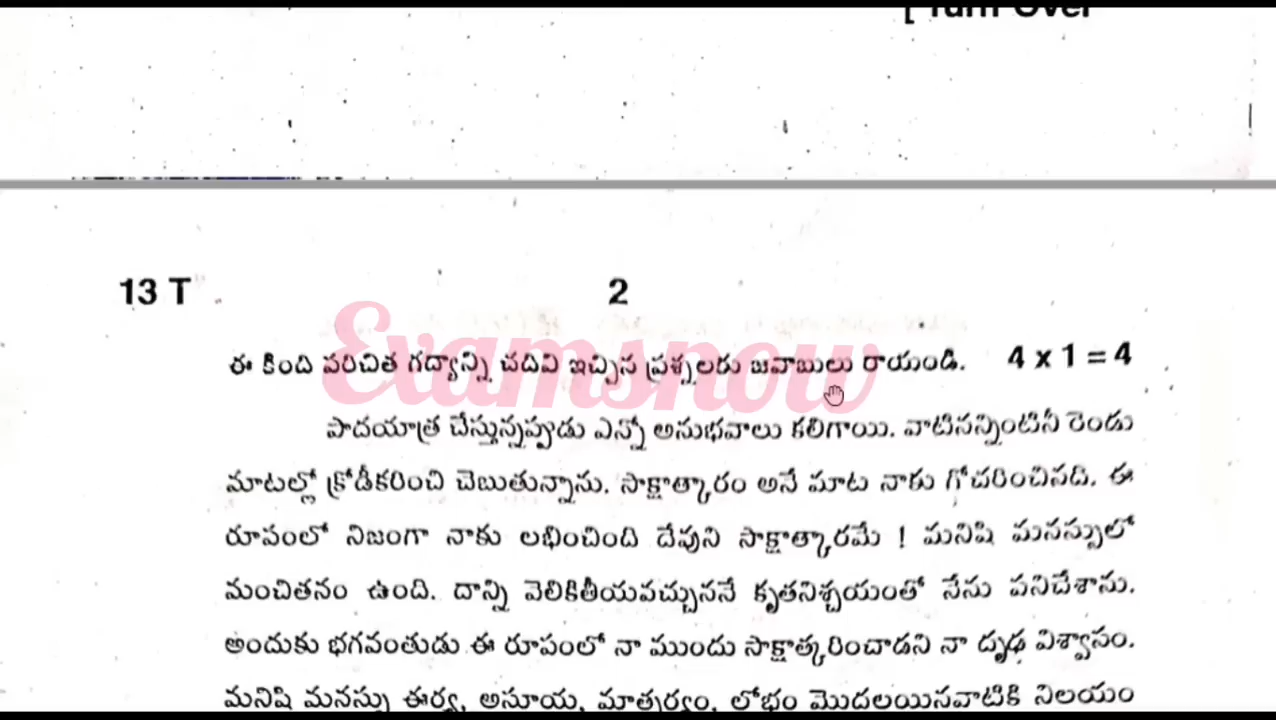 [ Turn Over
13 T
2
ఈ కింది పరిచిత గద్యాన్ని చదివి ఇచ్చిన ప్రశ్నలకు జవాబులు రాయండి. 4 x 1 = 4
Examsnow
పాదయాత్ర చేస్తున్నప్పుడు ఎన్నో అనుభవాలు కలిగాయి. వాటినన్నింటినీ రెండు
మాటల్లో క్రోడీకరించి చెబుతున్నాను. సాక్షాత్కారం అనే మాట నాకు గోచరించినది. ఈ
రూపంలో నిజంగా నాకు లభించింది దేవుని సాక్షాత్కారమే ! మనిషి మనస్సులో
మంచితనం ఉంది. దాన్ని వెలికితీయవచ్చుననే కృతనిశ్చయంతో నేను పనిచేశాను.
అందుకు భగవంతుడు ఈ రూపంలో నా ముందు సాక్షాత్కరించాడని నా దృఢ విశ్వాసం.
మనిషి మనస్సు ఈర్ష్య, అసూయ, మాత్సర్యం, లోభం మొదలయినవాటికి నిలయం